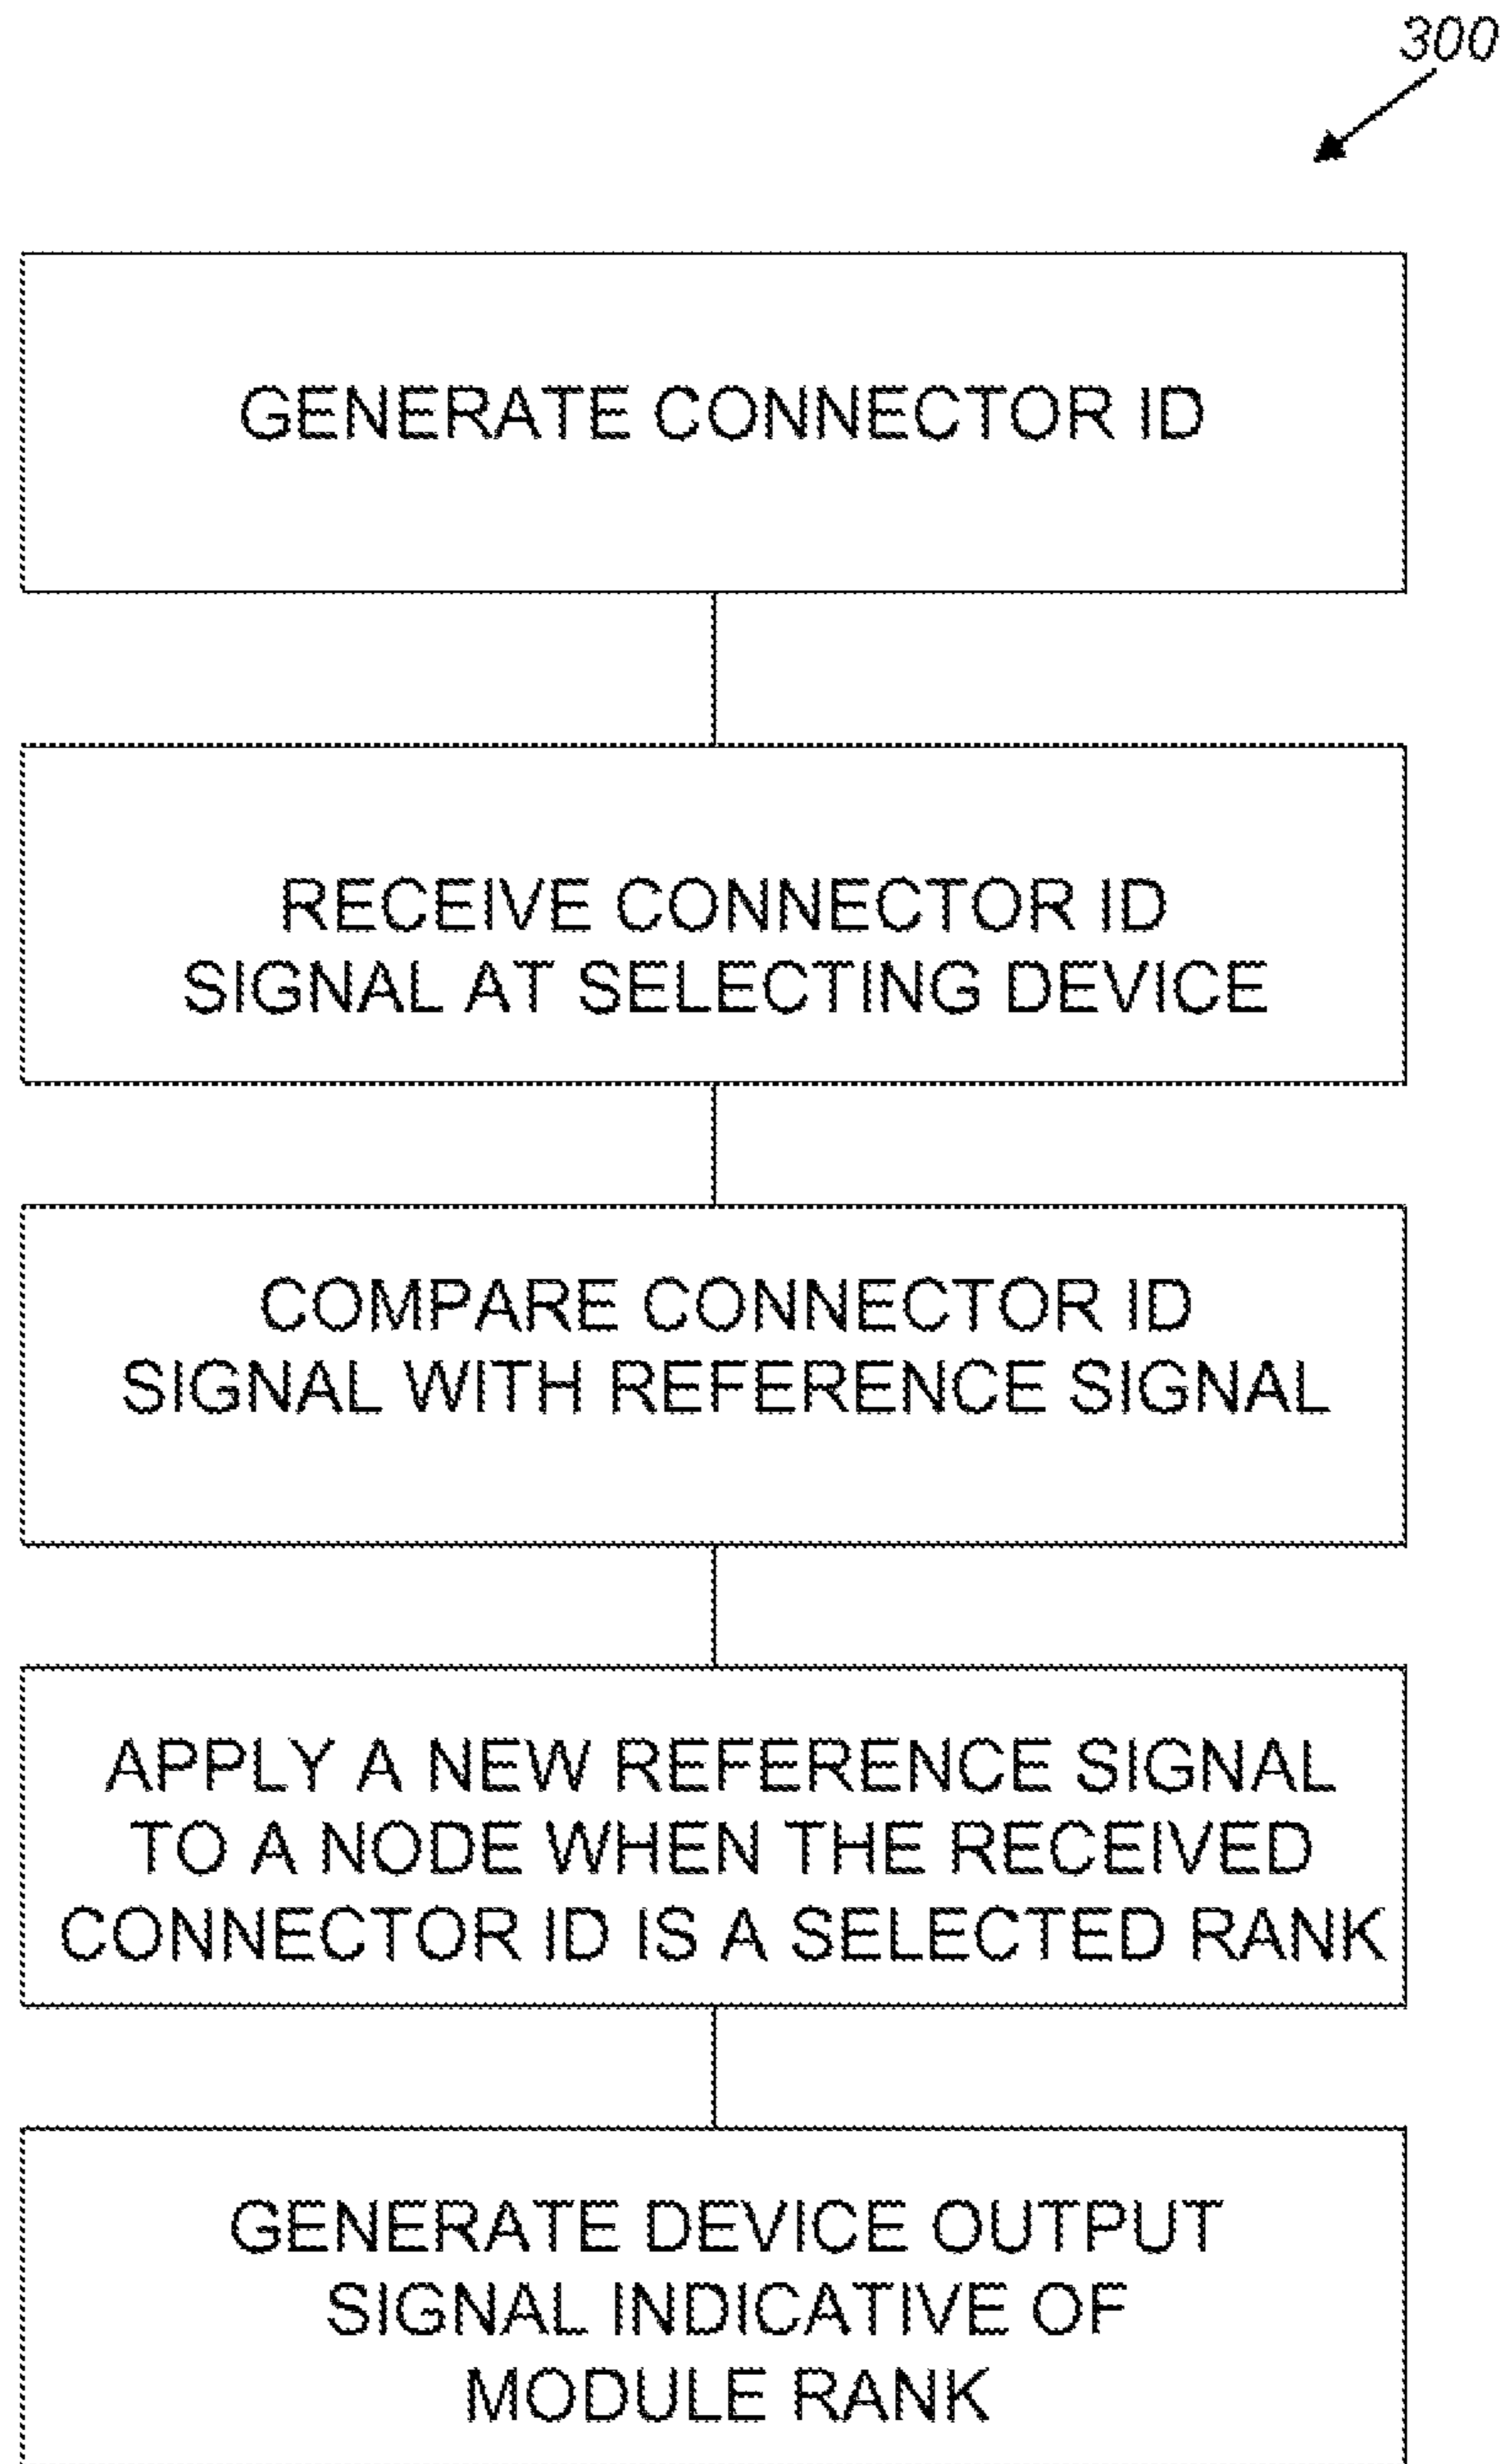 300
GENERATE CONNECTOR ID
RECEIVE CONNECTOR ID
SIGNAL AT SELECTING DEVICE
COMPARE CONNECTOR ID
SIGNAL WITH REFERENCE SIGNAL
APPLY A NEW REFERENCE SIGNAL
TO A NODE WHEN THE RECEIVED
CONNECTOR ID IS A SELECTED RANK
GENERATE DEVICE OUTPUT
SIGNAL INDICATIVE OF
MODULE RANK